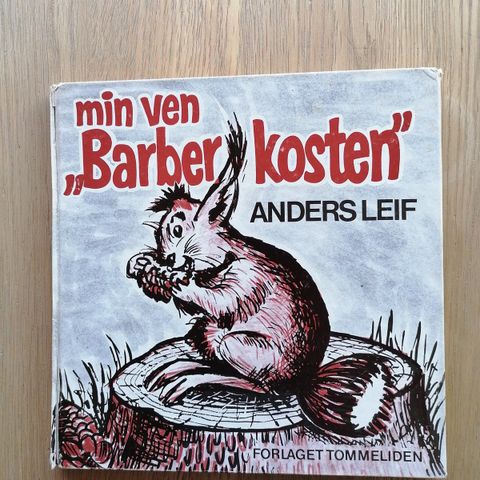 min ven
„Barber kosten”
ANDERS LEIF
FORLAGET TOMMELIDEN